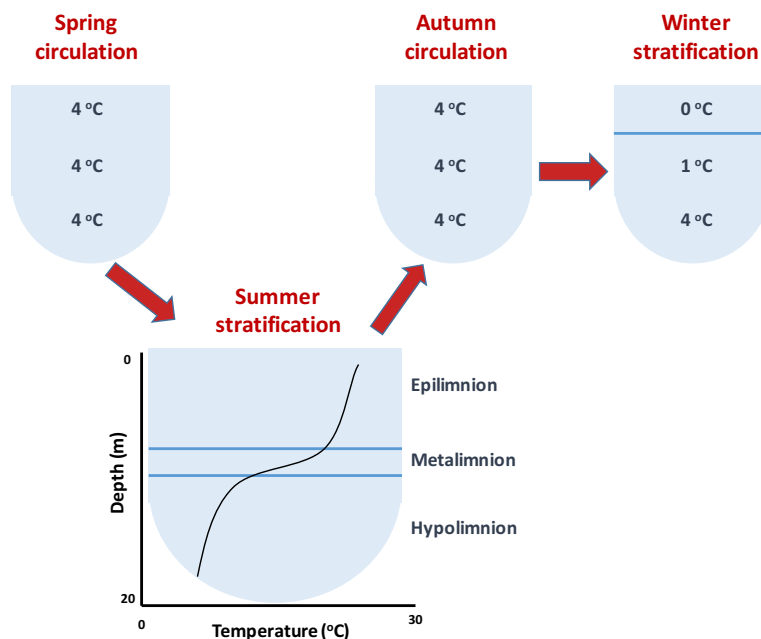 Spring
circulation
4 °C
4 °C
4 °C
Autumn
circulation
4 °C
4 °C
4 °C
Winter
stratification
0 °C
1 °C
4 °C
Summer
stratification
0
Depth (m)
20
Epilimnion
Metalimnion
Hypolimnion
0
Temperature (°C)
30